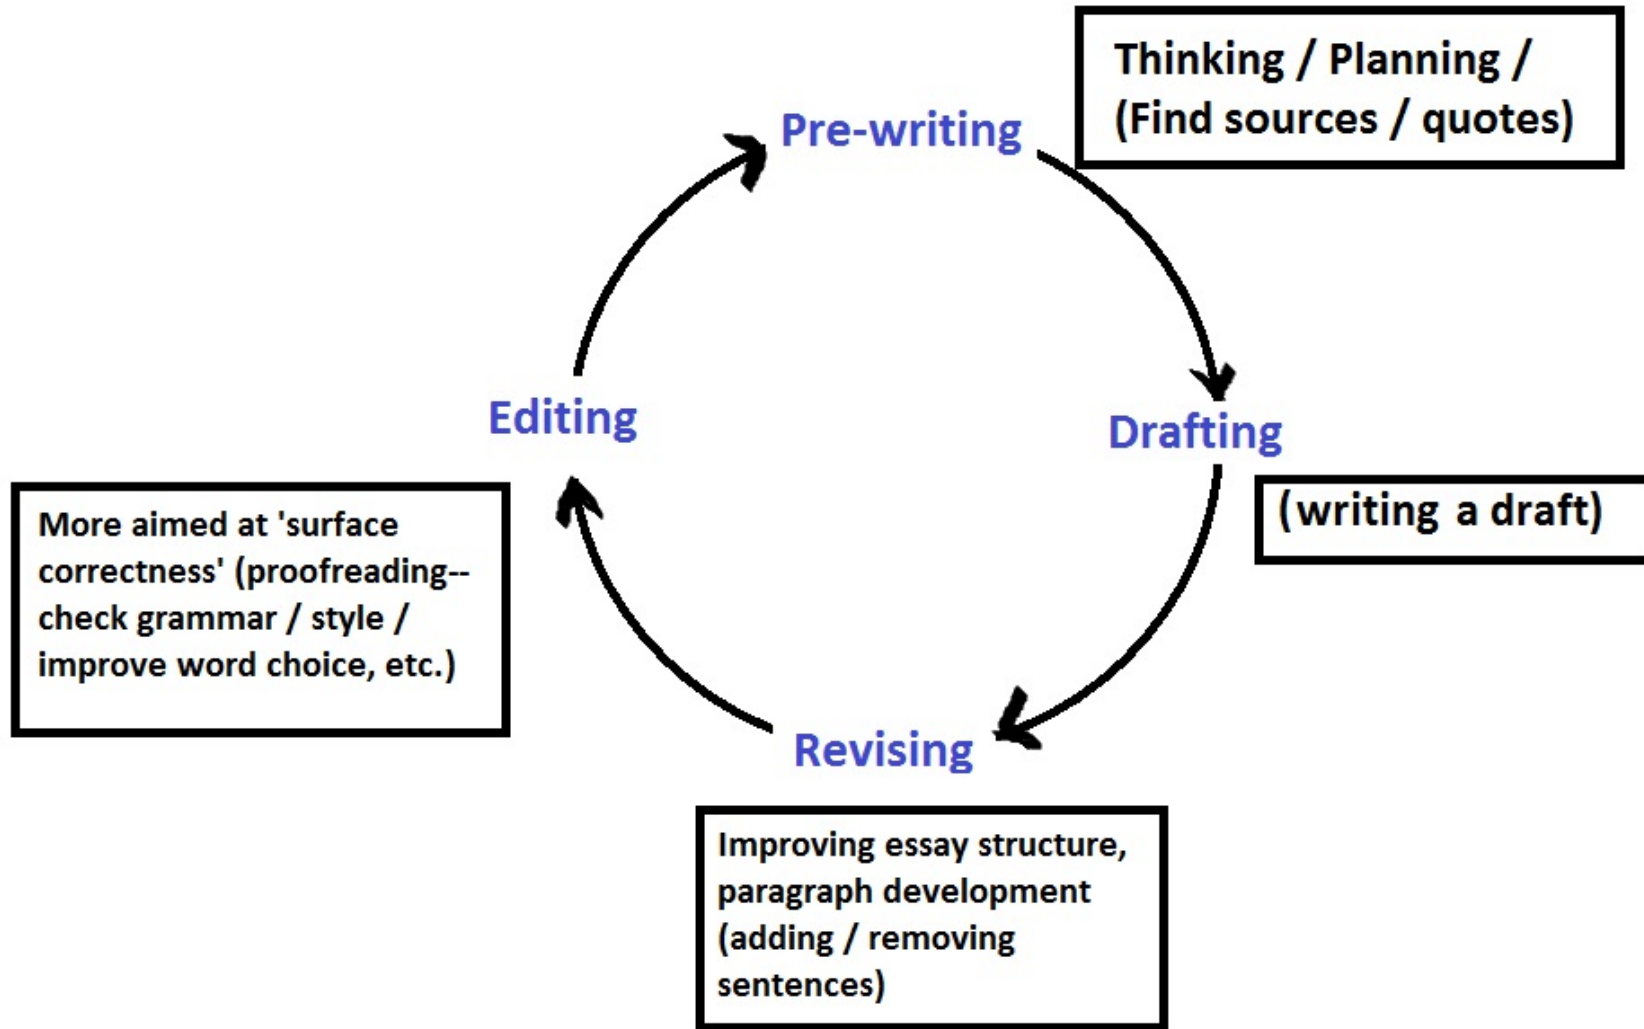 Pre-writing
Thinking / Planning /
(Find sources / quotes)
Drafting
(writing a draft)
Revising
Improving essay structure,
paragraph development
(adding / removing
sentences)
Editing
More aimed at 'surface
correctness' (proofreading--
check grammar / style /
improve word choice, etc.)